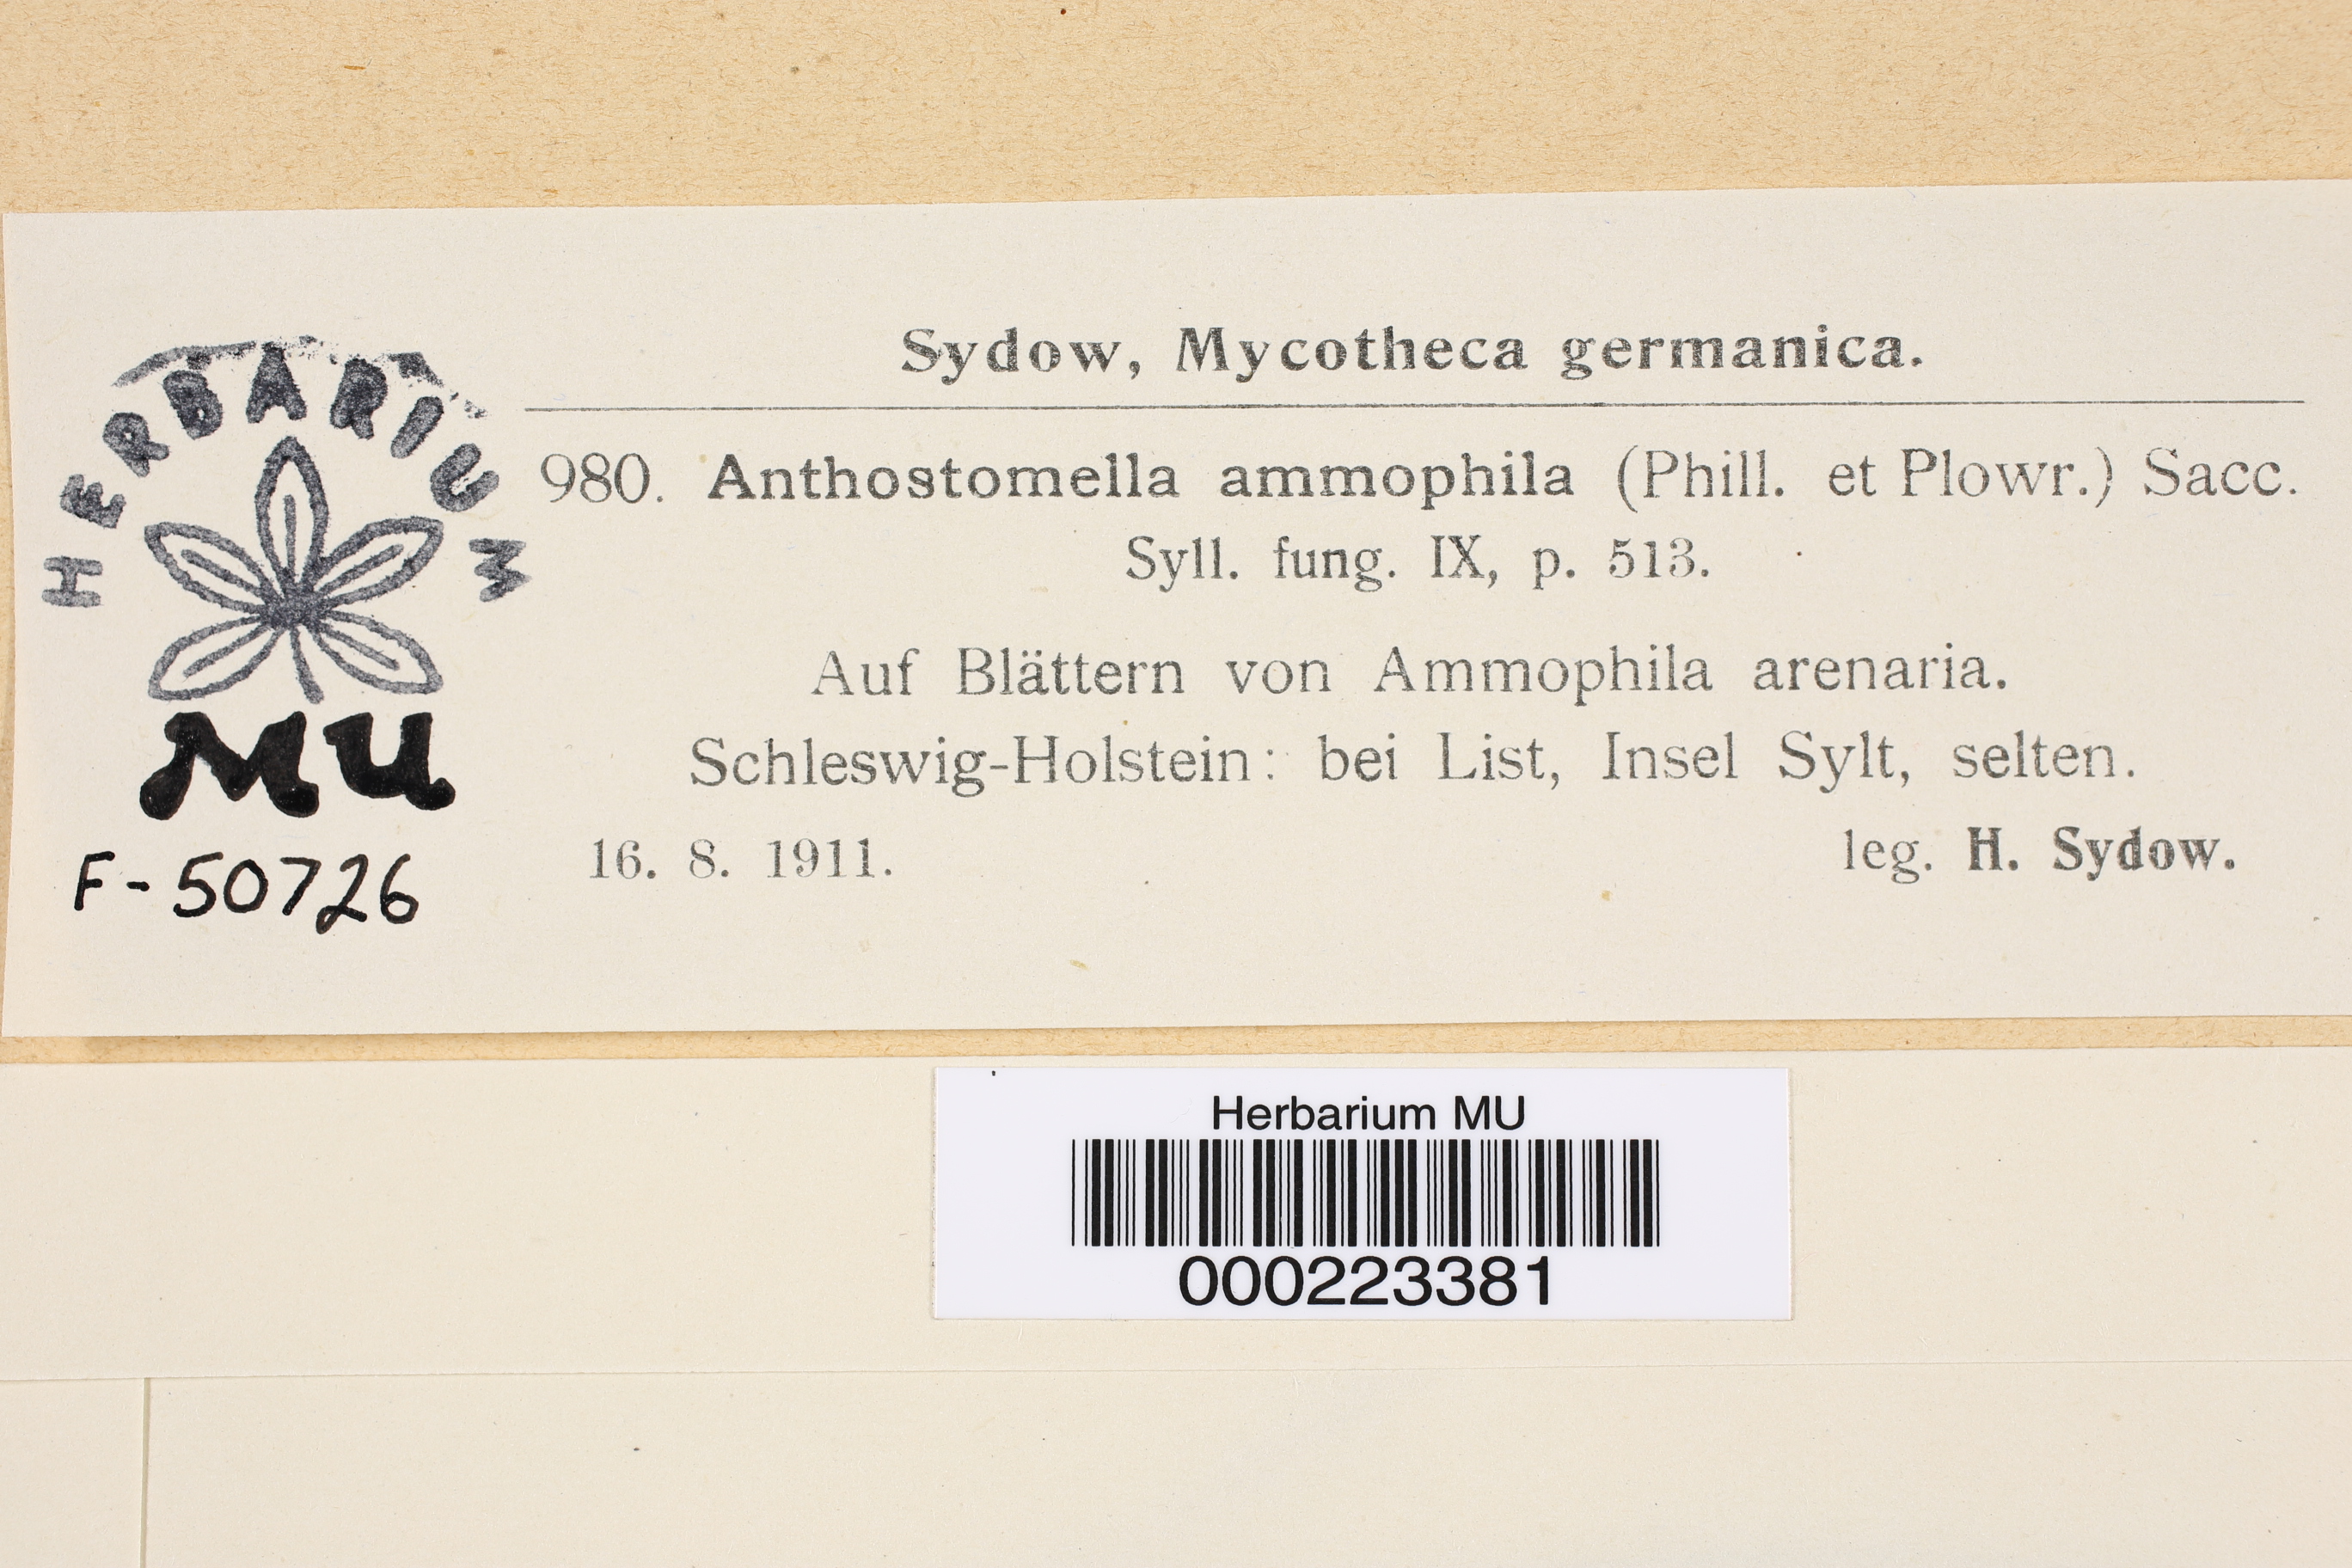 Sydow, Mycotheca germanica.
HERBARIUM
980. Anthostomella ammophila (Phill. et Plowr.) Sacc.
Syll. fung. IX, p. 513.
Auf Blättern von Ammophila arenaria.
Schleswig-Holstein: bei List, Insel Sylt, selten.
MU
16. 8. 1911. leg. H. Sydow.
F-50726
Herbarium MU
000223381